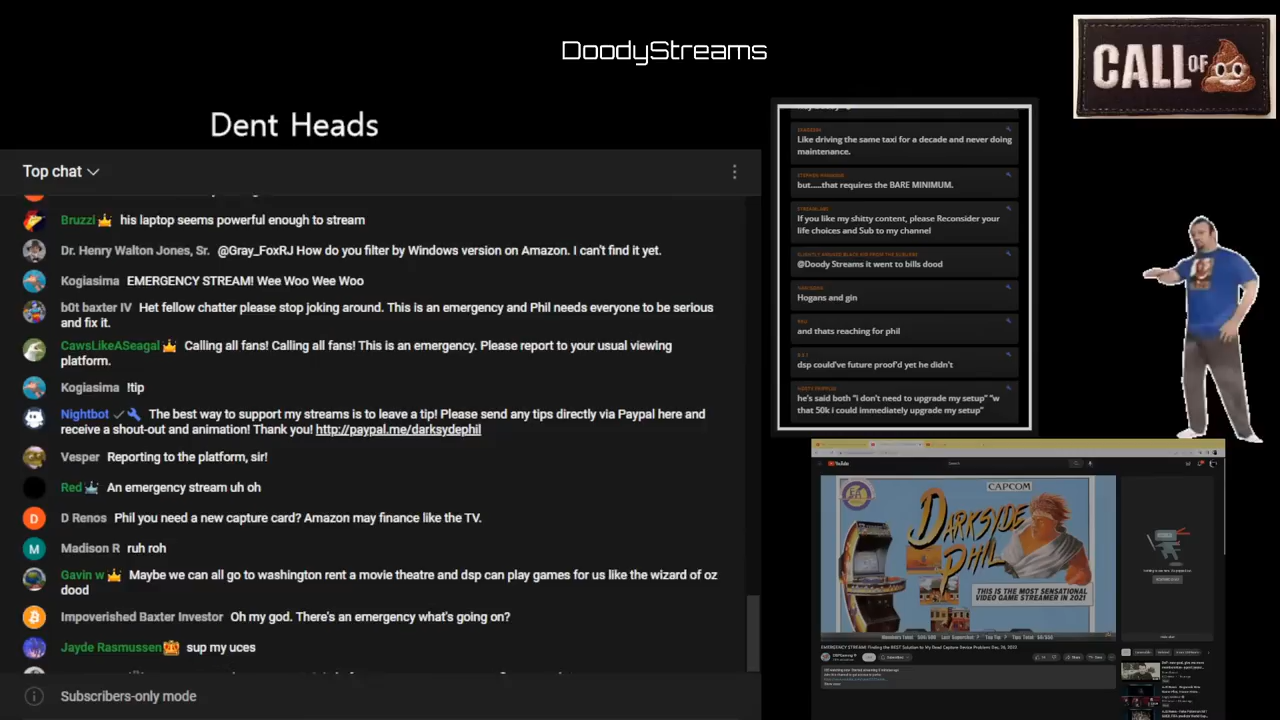 DoodyStreams
CALL OF
Dent Heads
Top chat
Bruzzi his laptop seems powerful enough to stream
Dr. Henry Walton Jones, Sr. @Gray_FoxRJ How do you filter by Windows version on Amazon. I can't find it yet.
Kogiasima EMERGENCY STREAM! Wee Woo Wee Woo
b0t baxter IV Het fellow chatter please stop joking around. This is an emergency and Phil needs everyone to be serious
and fix it.
CawsLikeASeagal Calling all fans! Calling all fans! This is an emergency. Please report to your usual viewing
platform.
Kogiasima !tip
Nightbot The best way to support my streams is to leave a tip! Please send any tips directly via Paypal here and
receive a shout-out and animation! Thank you! http://paypal.me/darksydephil
Vesper Reporting to the platform, sir!
Red An emergency stream uh oh
D Renos Phil you need a new capture card? Amazon may finance like the TV.
Madison R ruh roh
Gavin w Maybe we can all go to washington rent a movie theatre and dman can play games for us like the wizard of oz
dood
Impoverished Baxter Investor Oh my god. There's an emergency what's going on?
Jayde Rasmussen sup my uces
Subscribers-only mode
Like driving the same taxi for a decade and never doing
maintenance.
but.....that requires the BARE MINIMUM.
If you like my shitty content, please Reconsider your
life choices and Sub to my channel
@Doody Streams it went to bills dood
Hogans and gin
and thats reaching for phil
dsp could've future proof'd yet he didn't
he's said both "i don't need to upgrade my setup" "w
that 50k i could immediately upgrade my setup"
YouTube
Search
CAPCOM
DARKSYDE
PHIL
THIS IS THE MOST SENSATIONAL
VIDEO GAME STREAMER IN 2021